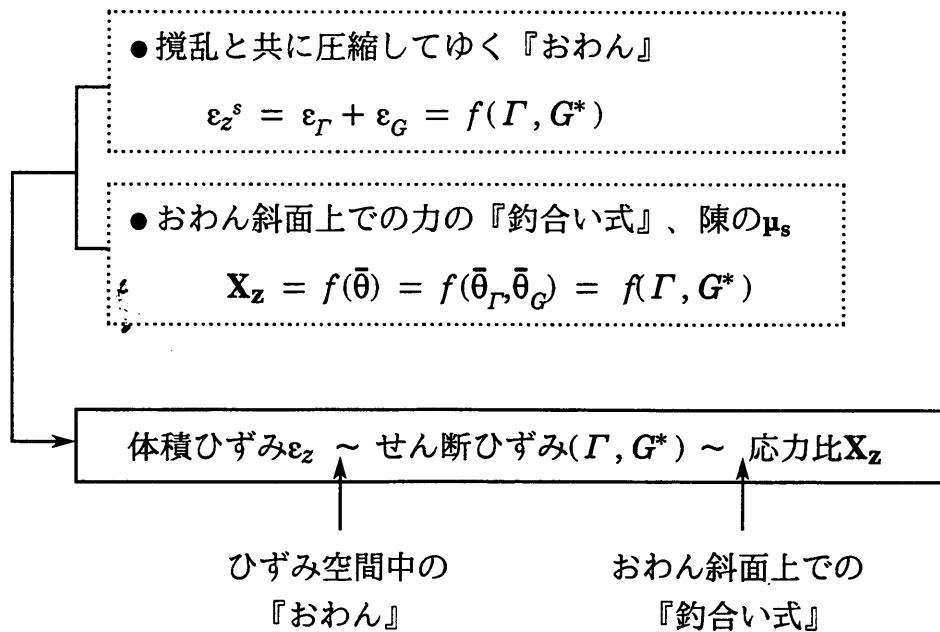 ●攪乱と共に圧縮してゆく『おわん』
εzˢ = εΓ + εG = f(Γ, G*)
●おわん斜面上での力の『釣合い式』、陳のμs
Xz = f(θ̄) = f(θ̄Γ, θ̄G) = f(Γ, G*)
体積ひずみεz ～ せん断ひずみ(Γ, G*) ～ 応力比Xz
ひずみ空間中の
『おわん』
おわん斜面上での
『釣合い式』